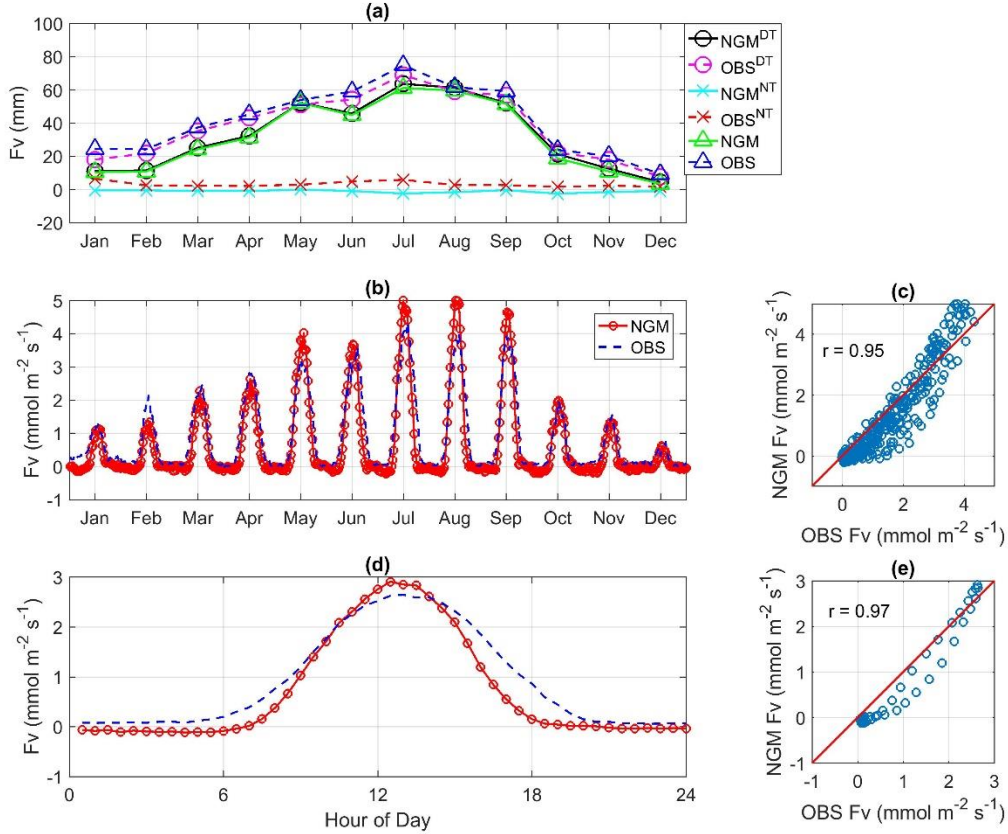 (a)
Fv (mm)
100
80
60
40
20
0
-20
Jan Feb Mar Apr May Jun Jul Aug Sep Oct Nov Dec
NGM^DT
OBS^DT
NGM^NT
OBS^NT
NGM
OBS
(b)
Fv (mmol m⁻² s⁻¹)
5
4
3
2
1
0
-1
Jan Feb Mar Apr May Jun Jul Aug Sep Oct Nov Dec
NGM
OBS
(c)
NGM Fv (mmol m⁻² s⁻¹)
4
2
0
r = 0.95
0 2 4
OBS Fv (mmol m⁻² s⁻¹)
(d)
Fv (mmol m⁻² s⁻¹)
3
2
1
0
-1
0 6 12 18 24
Hour of Day
(e)
NGM Fv (mmol m⁻² s⁻¹)
3
2
1
0
-1
r = 0.97
-1 0 1 2 3
OBS Fv (mmol m⁻² s⁻¹)